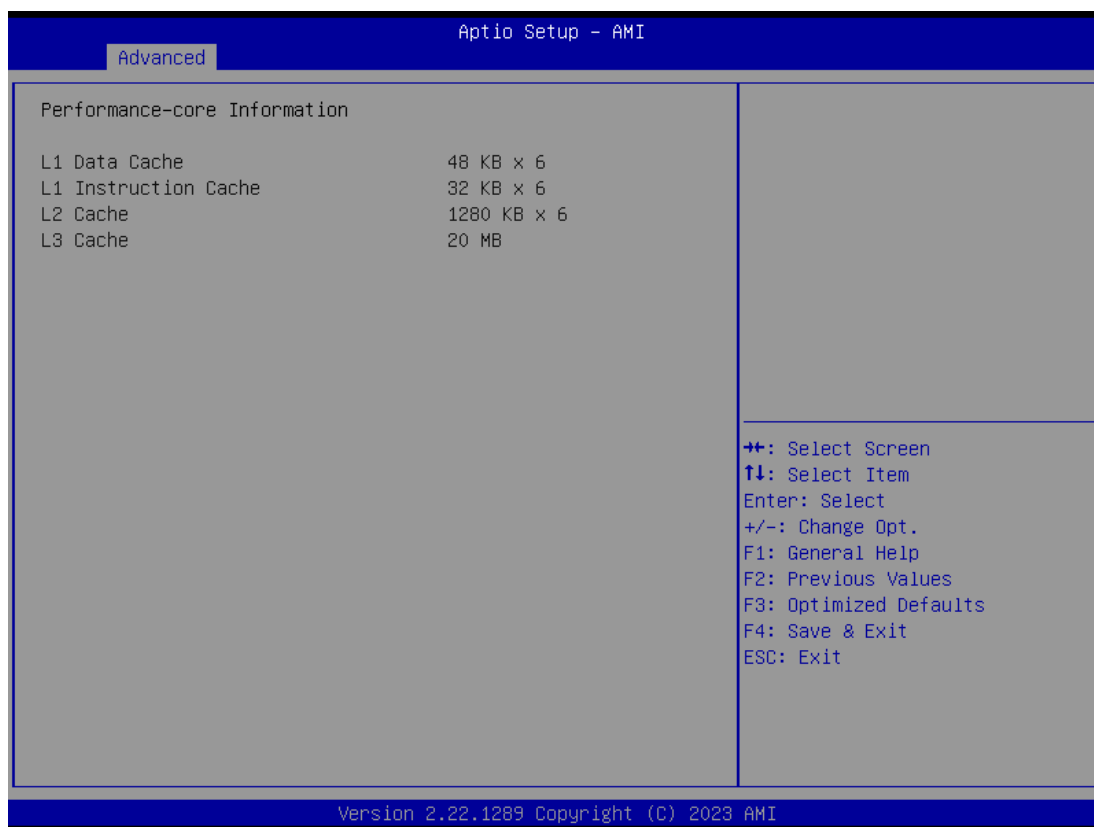 Aptio Setup – AMI
Advanced
Performance-core Information
L1 Data Cache 48 KB x 6
L1 Instruction Cache 32 KB x 6
L2 Cache 1280 KB x 6
L3 Cache 20 MB
→←: Select Screen
↑↓: Select Item
Enter: Select
+/-: Change Opt.
F1: General Help
F2: Previous Values
F3: Optimized Defaults
F4: Save & Exit
ESC: Exit
Version 2.22.1289 Copyright (C) 2023 AMI